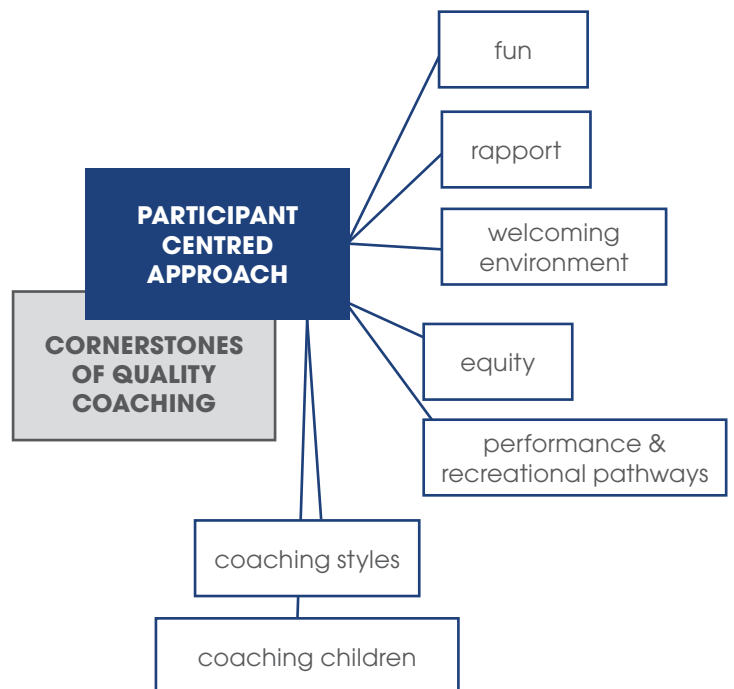 fun
rapport
welcoming
environment
PARTICIPANT
CENTRED
APPROACH
CORNERSTONES
OF QUALITY
COACHING
equity
performance &
recreational pathways
coaching styles
coaching children